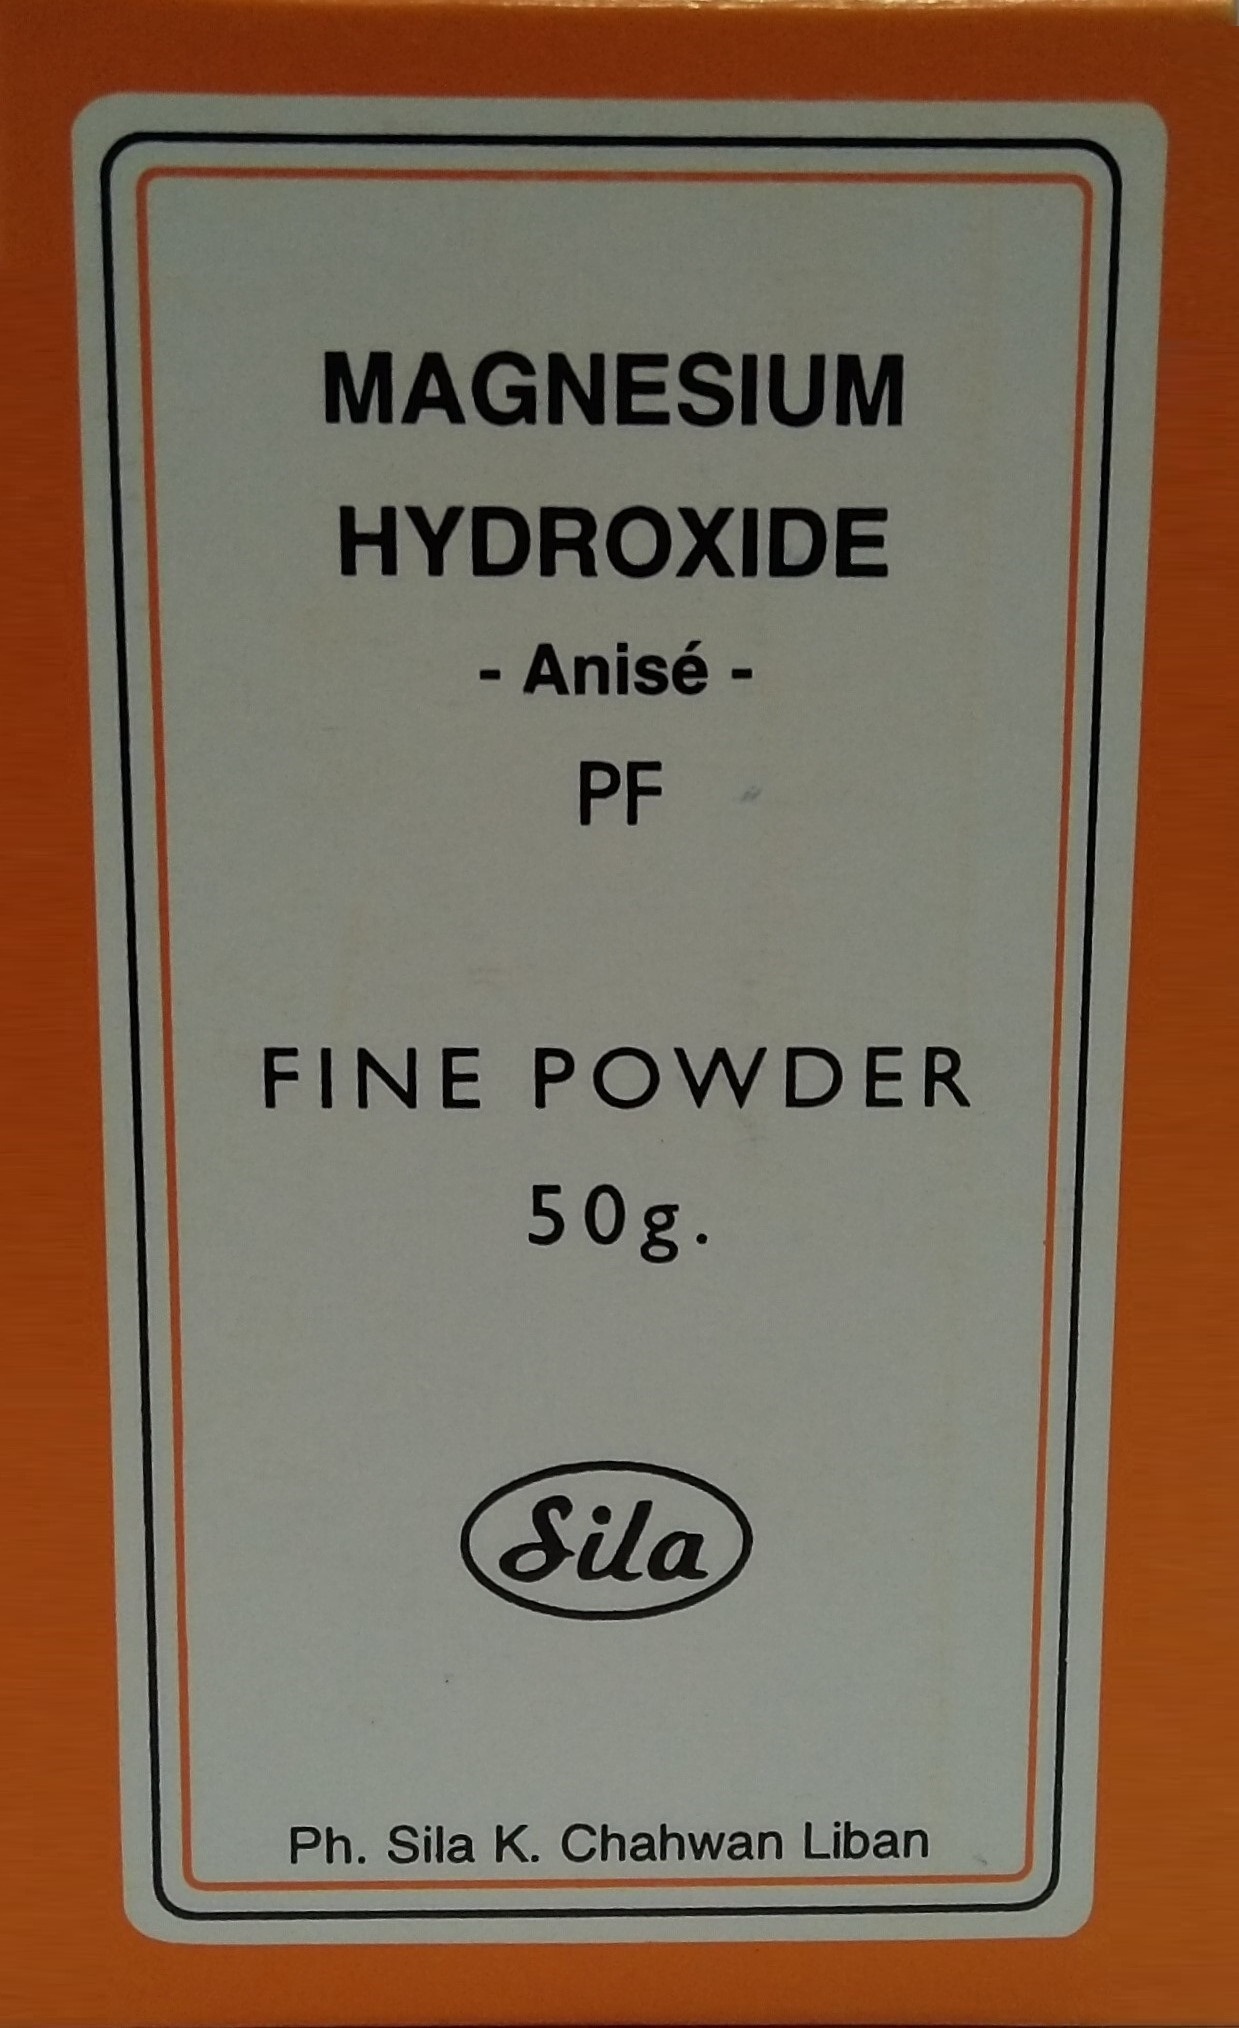 MAGNESIUM
HYDROXIDE
- Anisé -
PF
FINE POWDER
50g.
Sila
Ph. Sila K. Chahwan Liban